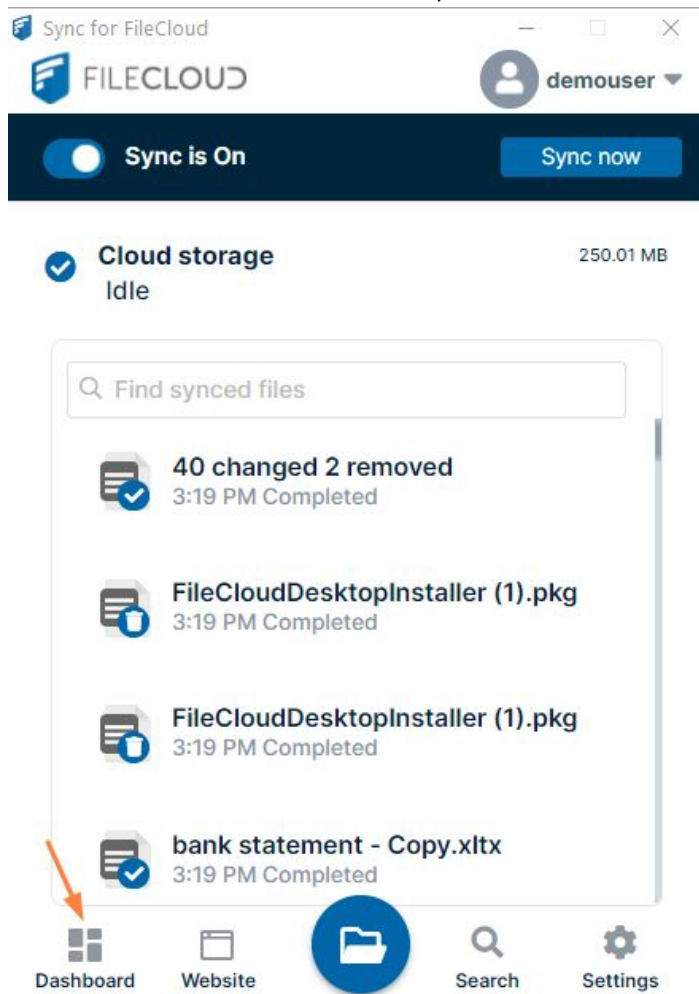 Sync for FileCloud
FILECLOUD
demouser
Sync is On
Sync now
Cloud storage
250.01 MB
Idle
Find synced files
40 changed 2 removed
3:19 PM Completed
FileCloudDesktopInstaller (1).pkg
3:19 PM Completed
FileCloudDesktopInstaller (1).pkg
3:19 PM Completed
bank statement - Copy.xltx
3:19 PM Completed
Dashboard
Website
Search
Settings